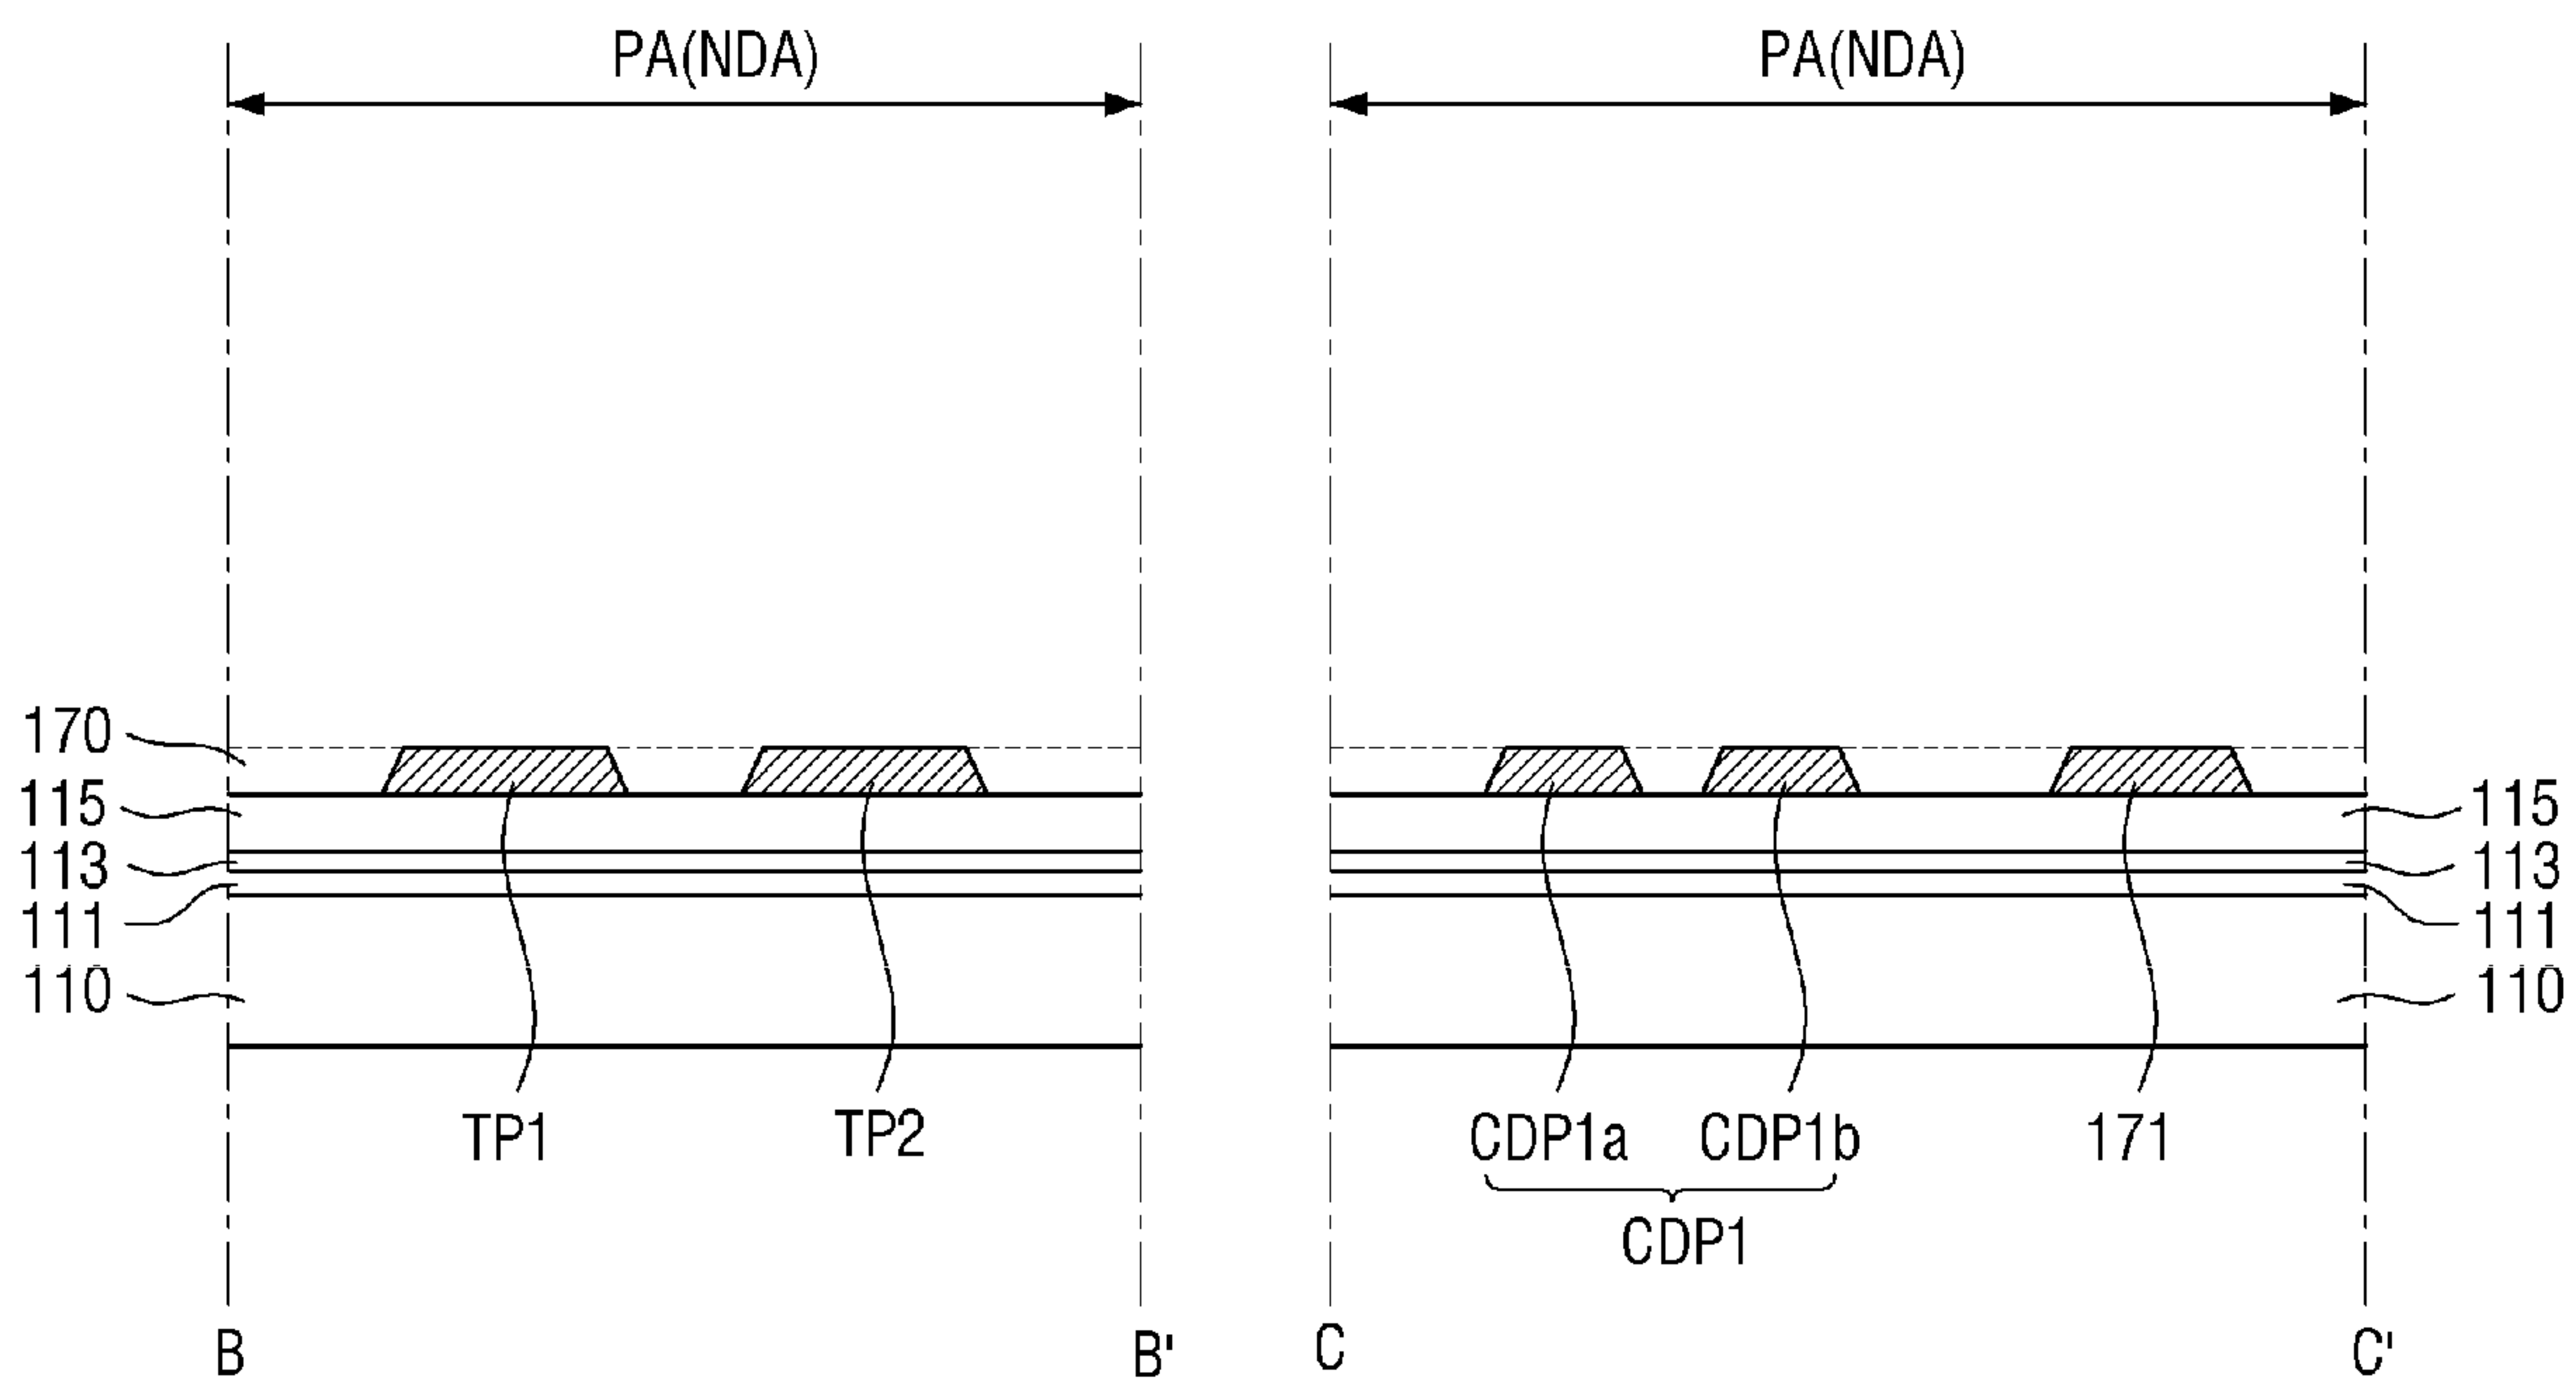 PA(NDA) PA(NDA)
170
115 115
113 113
111 111
110 110
TP1 TP2 CDP1a CDP1b 171
CDP1
B B' C C'